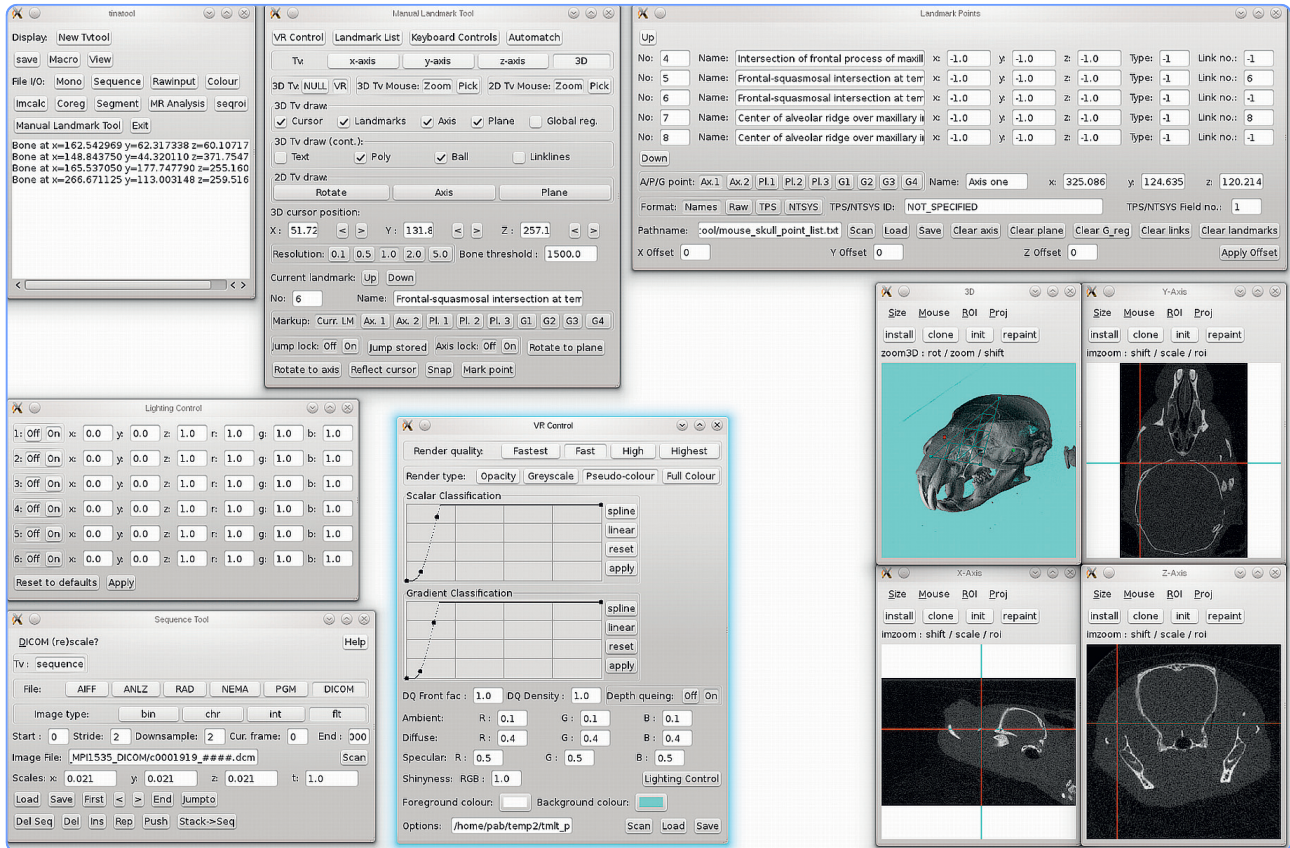 tinatool
Display: New Tvtool
save Macro View
File I/O: Mono Sequence Rawinput Colour
Imcalc Coreg Segment MR Analysis seqroi
Manual Landmark Tool Exit
Bone at x=162.542969 y=62.317338 z=60.10717
Bone at x=148.843750 y=44.320110 z=371.7547
Bone at x=165.537050 y=177.747790 z=255.160
Bone at x=266.671125 y=113.003148 z=259.516
Manual Landmark Tool
VR Control Landmark List Keyboard Controls Automatch
Tv: x-axis y-axis z-axis 3D
3D Tv: NULL VR 3D Tv Mouse: Zoom Pick 2D Tv Mouse: Zoom Pick
3D Tv draw:
Cursor Landmarks Axis Plane Global reg.
3D Tv draw (cont.):
Text Poly Ball Linklines
2D Tv draw:
Rotate Axis Plane
3D cursor position:
X : 51.72 < > Y : 131.8 < > Z : 257.1 < >
Resolution: 0.1 0.5 1.0 2.0 5.0 Bone threshold : 1500.0
Current landmark: Up Down
No: 6 Name: Frontal-squasmosal intersection at tem
Markup: Curr. LM Ax. 1 Ax. 2 Pl. 1 Pl. 2 Pl. 3 G1 G2 G3 G4
Jump lock: Off On Jump stored Axis lock: Off On Rotate to plane
Rotate to axis Reflect cursor Snap Mark point
Landmark Points
Up
No: 4 Name: Intersection of frontal process of maxill x: -1.0 y: -1.0 z: -1.0 Type: -1 Link no.: -1
No: 5 Name: Frontal-squasmosal intersection at tem x: -1.0 y: -1.0 z: -1.0 Type: -1 Link no.: 6
No: 6 Name: Frontal-squasmosal intersection at tem x: -1.0 y: -1.0 z: -1.0 Type: -1 Link no.: -1
No: 7 Name: Center of alveolar ridge over maxillary i x: -1.0 y: -1.0 z: -1.0 Type: -1 Link no.: 8
No: 8 Name: Center of alveolar ridge over maxillary i x: -1.0 y: -1.0 z: -1.0 Type: -1 Link no.: -1
Down
A/P/G point: Ax.1 Ax.2 Pl.1 Pl.2 Pl.3 G1 G2 G3 G4 Name: Axis one x: 325.086 y: 124.635 z: 120.214
Format: Names Raw TPS NTSYS TPS/NTSYS ID: NOT_SPECIFIED TPS/NTSYS Field no.: 1
Pathname: :ool/mouse_skull_point_list.txt Scan Load Save Clear axis Clear plane Clear G_reg Clear links Clear landmarks
X Offset 0 Y Offset 0 Z Offset 0 Apply Offset
Lighting Control
1: Off On x: 0.0 y: 0.0 z: 1.0 r: 1.0 g: 1.0 b: 1.0
2: Off On x: 0.0 y: 0.0 z: 1.0 r: 1.0 g: 1.0 b: 1.0
3: Off On x: 0.0 y: 0.0 z: 1.0 r: 1.0 g: 1.0 b: 1.0
4: Off On x: 0.0 y: 0.0 z: 1.0 r: 1.0 g: 1.0 b: 1.0
5: Off On x: 0.0 y: 0.0 z: 1.0 r: 1.0 g: 1.0 b: 1.0
6: Off On x: 0.0 y: 0.0 z: 1.0 r: 1.0 g: 1.0 b: 1.0
Reset to defaults Apply
Sequence Tool
DICOM (re)scale? Help
Tv : sequence
File: AIFF ANLZ RAD NEMA PGM DICOM
Image type: bin chr int flt
Start : 0 Stride: 2 Downsample: 2 Cur. frame: 0 End : 000
Image File: _MPI1535_DICOM/c0001919_####.dcm Scan
Scales: x: 0.021 y: 0.021 z: 0.021 t: 1.0
Load Save First < > End Jumpto
Del Seq Del Ins Rep Push Stack->Seq
VR Control
Render quality: Fastest Fast High Highest
Render type: Opacity Greyscale Pseudo-colour Full Colour
Scalar Classification
spline
linear
reset
apply
Gradient Classification
spline
linear
reset
apply
DQ Front fac : 1.0 DQ Density : 1.0 Depth queing: Off On
Ambient: R : 0.1 G : 0.1 B : 0.1
Diffuse: R : 0.4 G : 0.4 B : 0.4
Specular: R : 0.5 G : 0.5 B : 0.5
Shinyness: RGB : 1.0 Lighting Control
Foreground colour: Background colour:
Options: /home/pab/temp2/tmlt_p Scan Load Save
3D
Size Mouse ROI Proj
install clone init repaint
zoom3D : rot / zoom / shift
Y-Axis
Size Mouse ROI Proj
install clone init repaint
imzoom : shift / scale / roi
X-Axis
Size Mouse ROI Proj
install clone init repaint
imzoom : shift / scale / roi
Z-Axis
Size Mouse ROI Proj
install clone init repaint
imzoom : shift / scale / roi